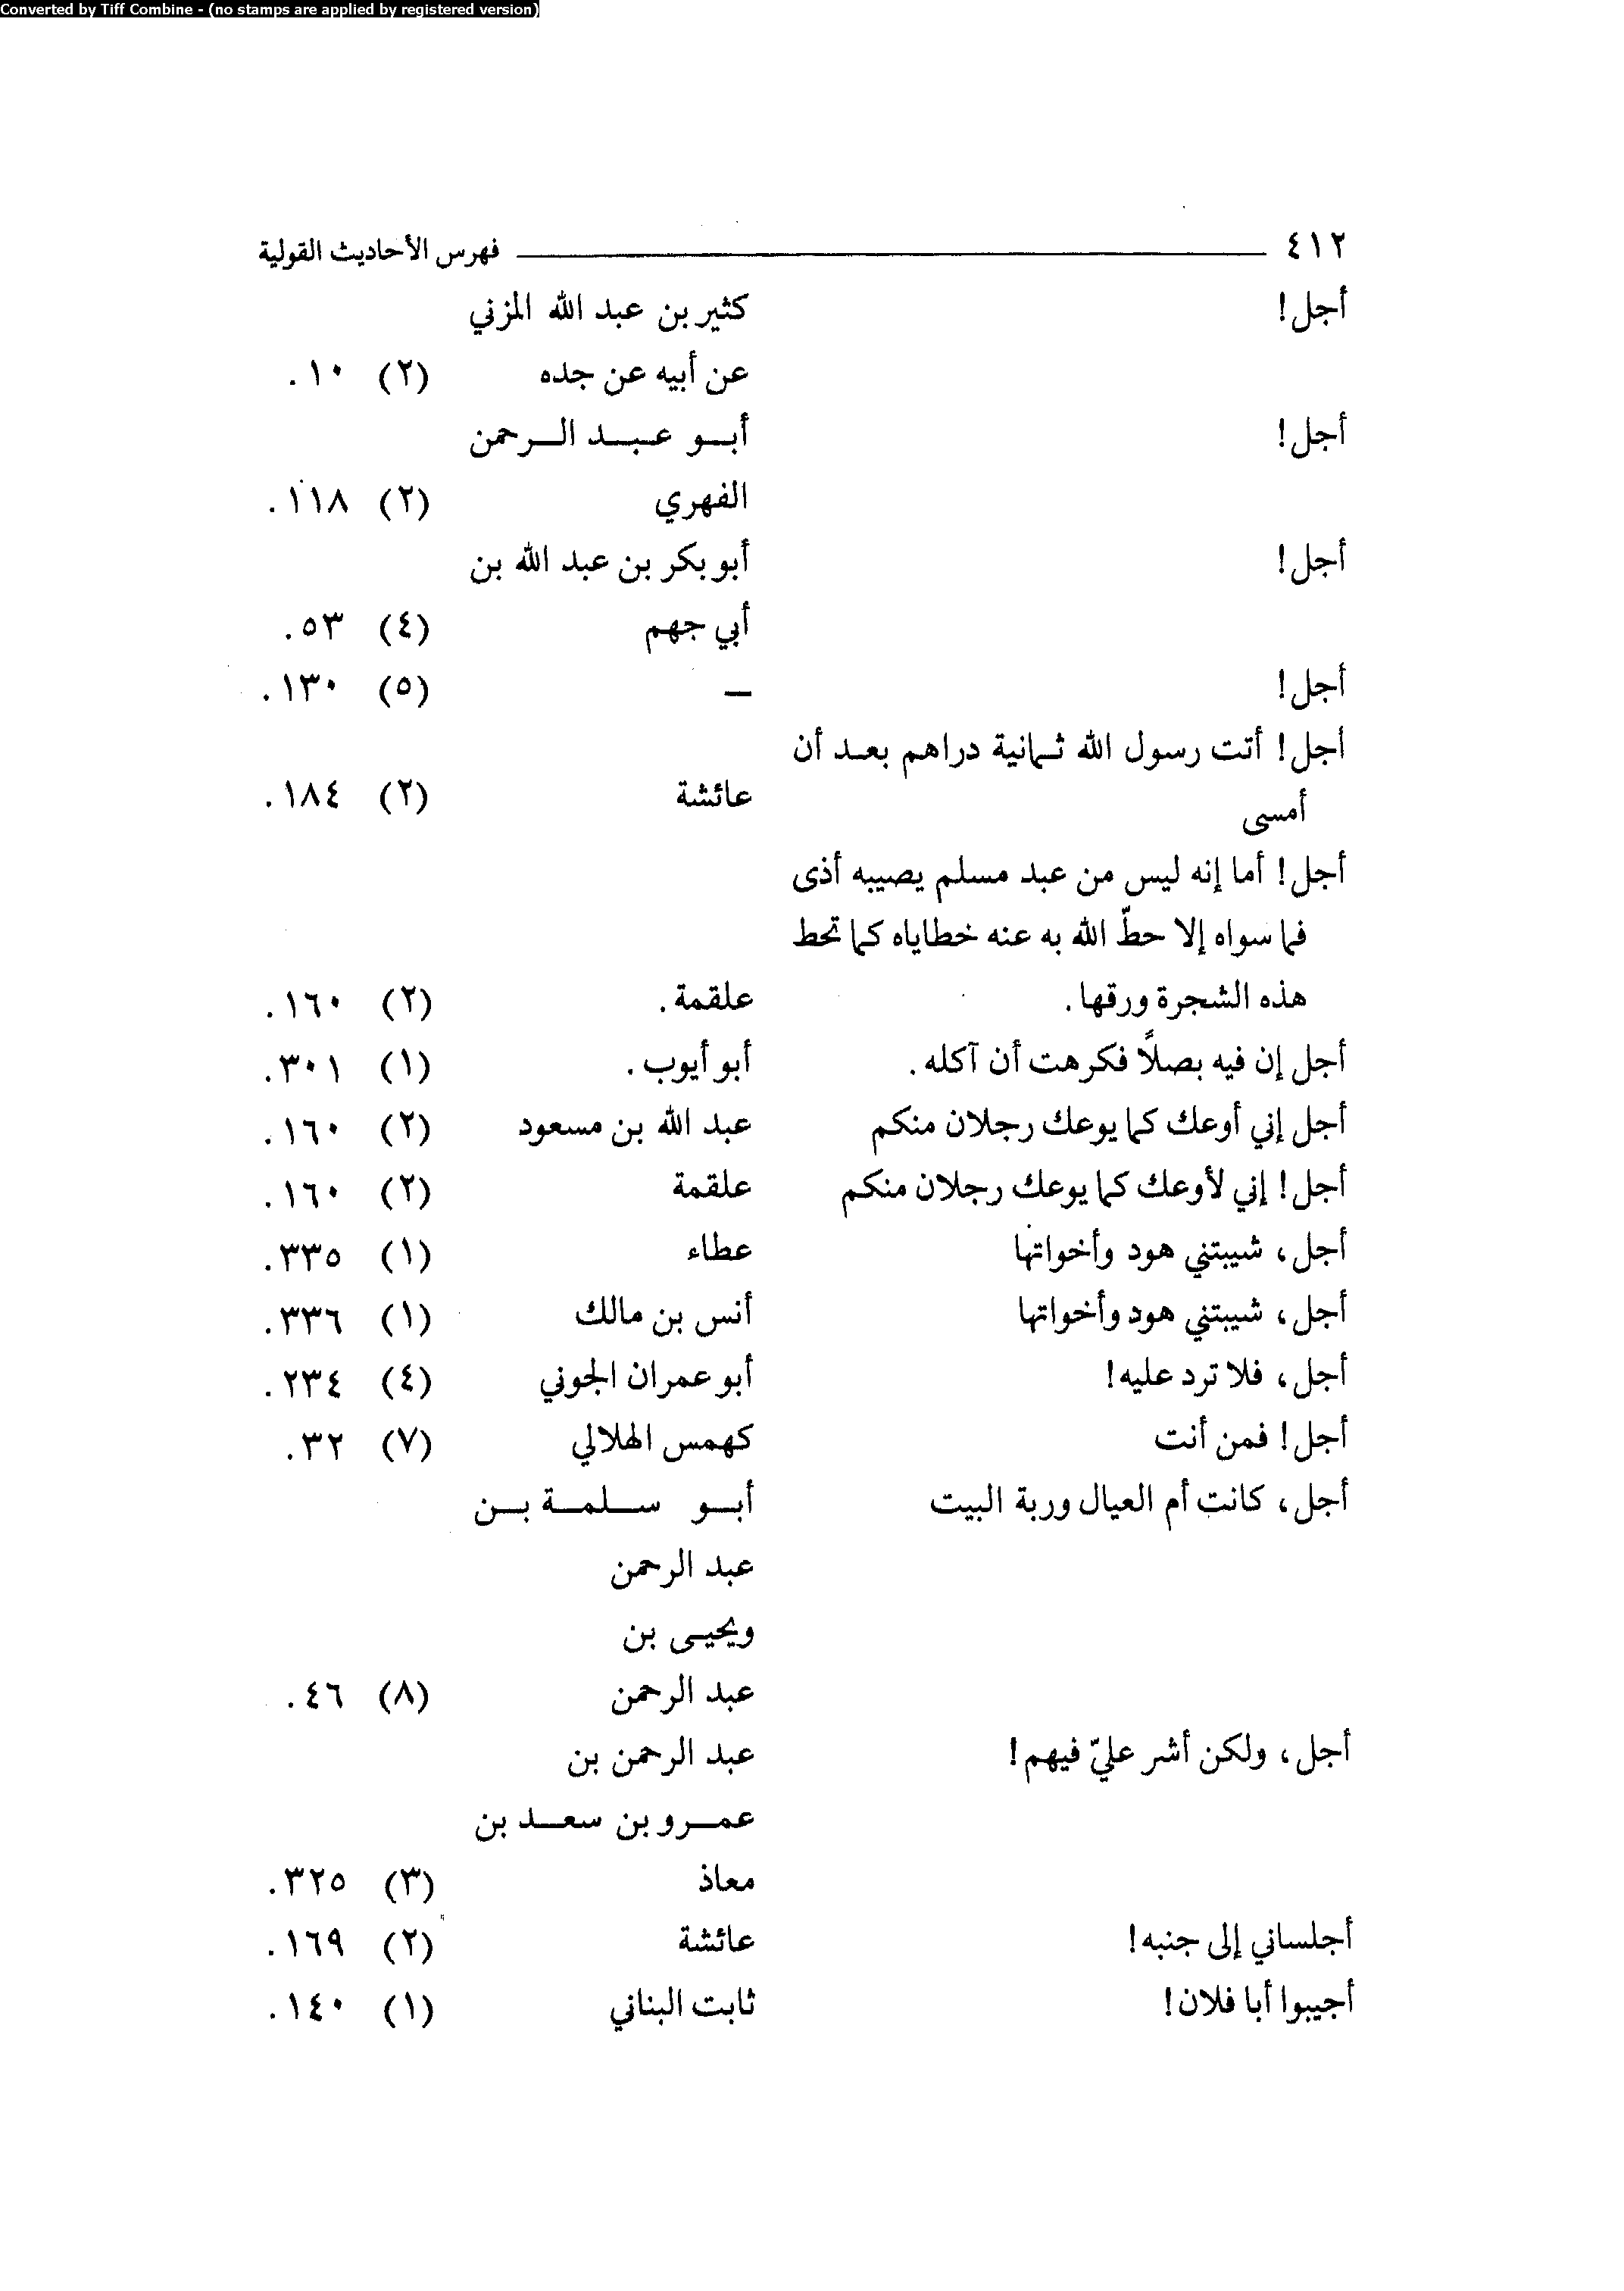 Converted by Tiff Combine - (no stamps are applied by registered version)
٤١٢ فهرس الأحاديث القولية
أجل! كثير بن عبد الله المزني
عن أبيه عن جده (٢) ١٠.
أجل! أبو عبد الرحمن
الفهري (٢) ١١٨.
أجل! أبو بكر بن عبد الله بن
أبي جهم (٤) ٥٣.
أجل! — (٥) ١٣٠.
أجل! أتت رسول الله ثمانية دراهم بعد أن
أمسى عائشة (٢) ١٨٤.
أجل! أما إنه ليس من عبد مسلم يصيبه أذى
فما سواه إلا حطّ الله به عنه خطاياه كما تحط
هذه الشجرة ورقها. علقمة. (٢) ١٦٠.
أجل إن فيه بصلًا فكرهت أن آكله. أبو أيوب. (١) ٣٠١.
أجل إني أوعك كما يوعك رجلان منكم عبد الله بن مسعود (٢) ١٦٠.
أجل! إني لأوعك كما يوعك رجلان منكم علقمة (٢) ١٦٠.
أجل، شيبتني هود وأخواتها عطاء (١) ٣٣٥.
أجل، شيبتني هود وأخواتها أنس بن مالك (١) ٣٣٦.
أجل، فلا ترد عليه! أبو عمران الجوني (٤) ٢٣٤.
أجل! فمن أنت كهمس الهلالي (٧) ٣٢.
أجل، كانت أم العيال وربة البيت أبو سلمة بن
عبد الرحمن
ويحيى بن
عبد الرحمن (٨) ٤٦.
أجل، ولكن أشر عليّ فيهم! عبد الرحمن بن
عمرو بن سعد بن
معاذ (٣) ٣٢٥.
أجلساني إلى جنبه! عائشة (٢) ١٦٩.
أجيبوا أبا فلان! ثابت البناني (١) ١٤٠.